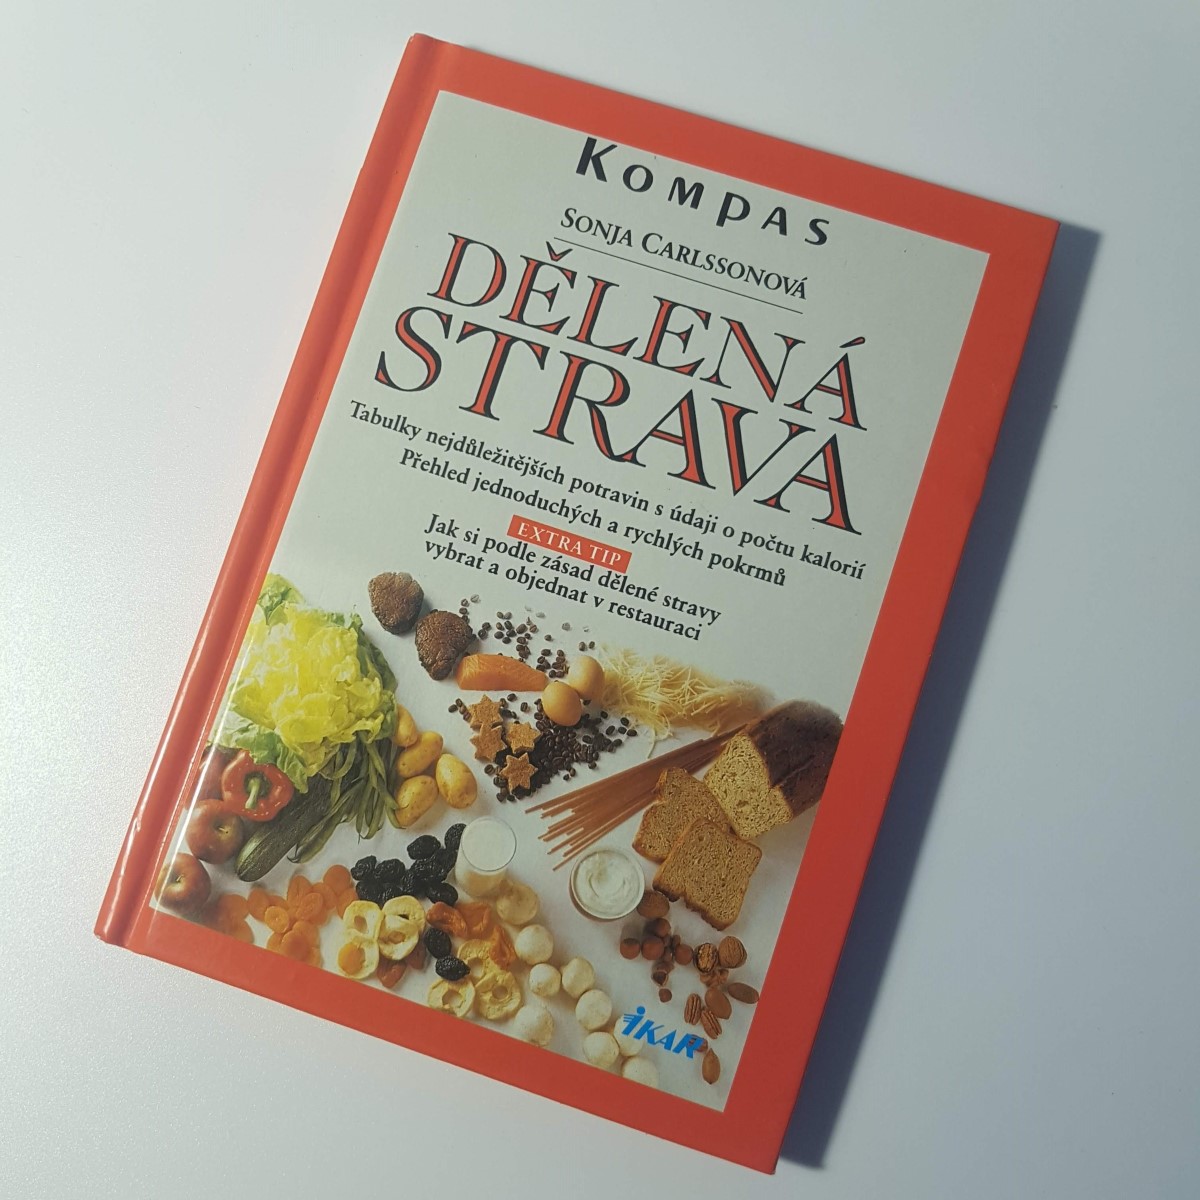 KOMPAS
SONJA CARLSSONOVÁ
DĚLENÁ
STRAVA
Tabulky nejdůležitějších potravin s údaji o počtu kalorií
Přehled jednoduchých a rychlých pokrmů
EXTRA TIP
Jak si podle zásad dělené stravy
vybrat a objednat v restauraci
iKAR